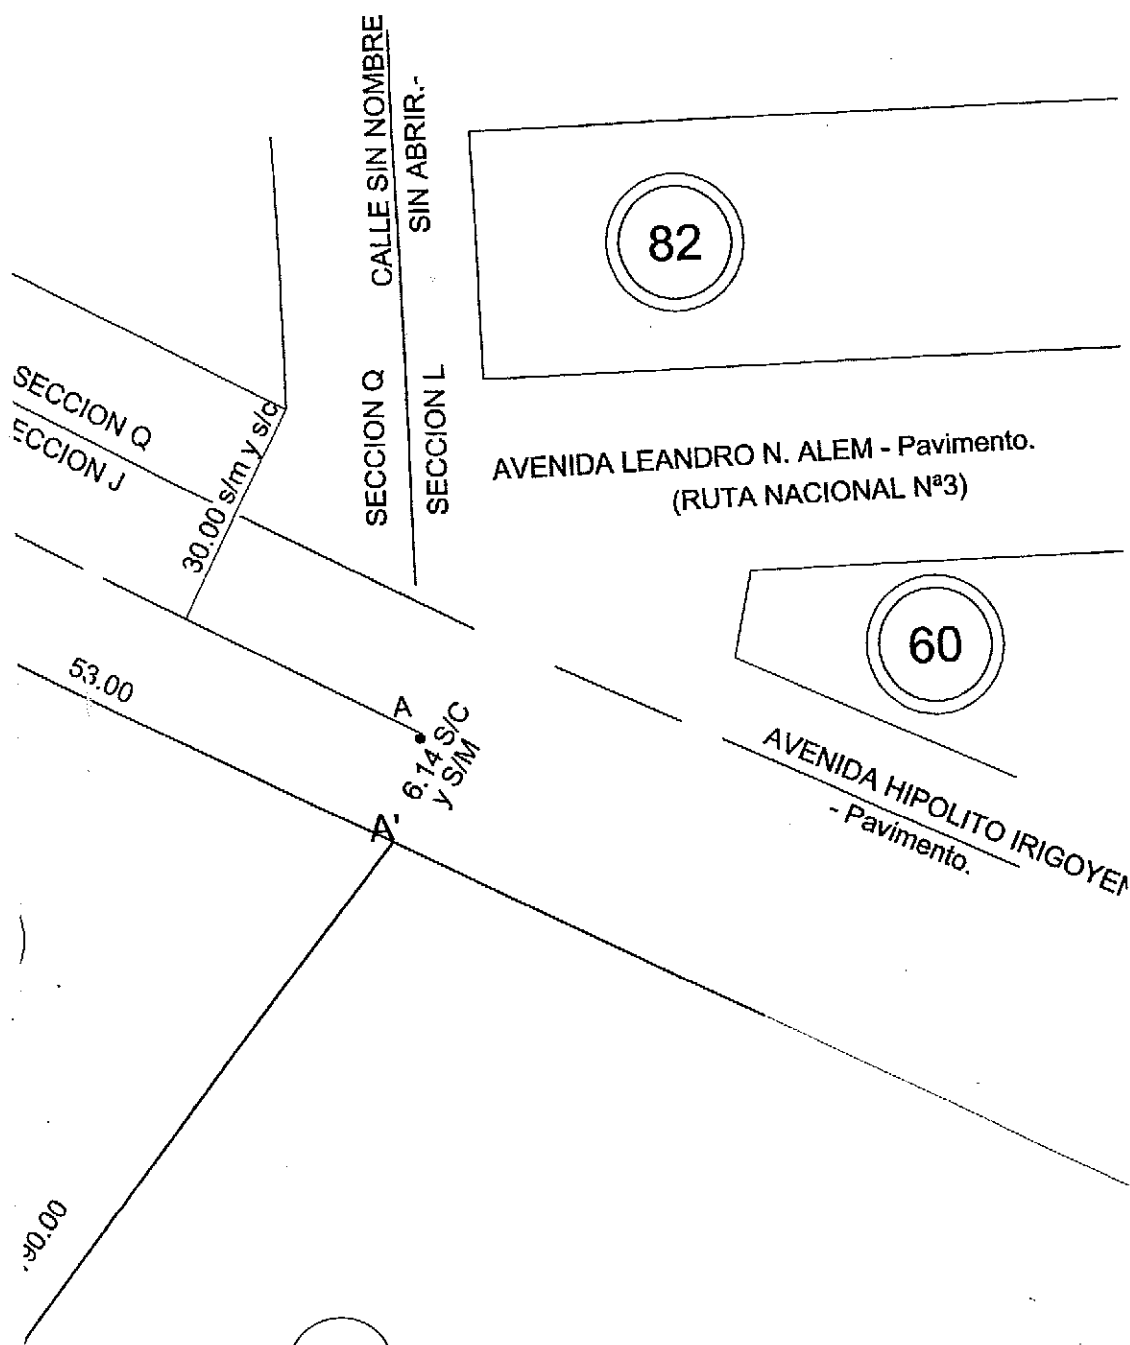 CALLE SIN NOMBRE
SIN ABRIR.-
82
SECCION Q
ECCION J
30.00 s/m y s/c
SECCION Q
SECCION L
AVENIDA LEANDRO N. ALEM - Pavimento.
(RUTA NACIONAL Nª3)
60
53.00
A
6.14 S/C
y S/M
A'
AVENIDA HIPOLITO IRIGOYEN
- Pavimento.
90.00